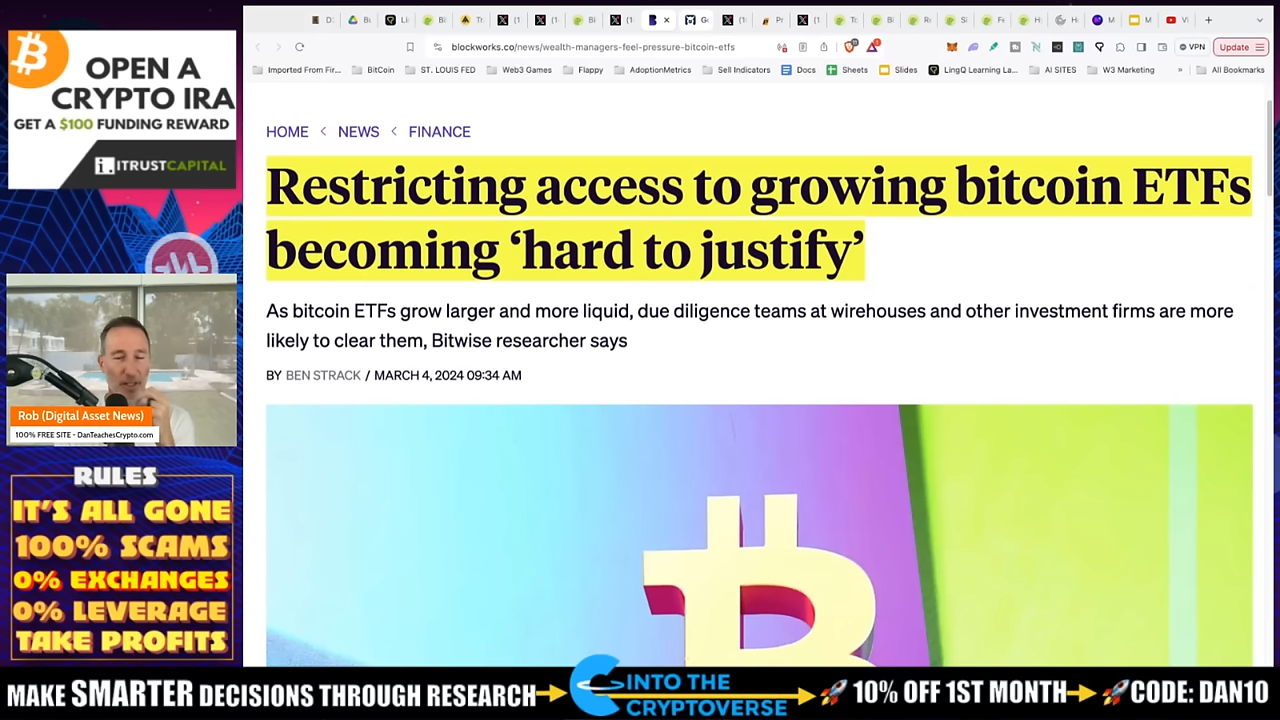 OPEN A
CRYPTO IRA
GET A $100 FUNDING REWARD
ITRUSTCAPITAL
Rob (Digital Asset News)
100% FREE SITE - DanTeachesCrypto.com
RULES
IT'S ALL GONE
100% SCAMS
0% EXCHANGES
0% LEVERAGE
TAKE PROFITS
blockworks.co/news/wealth-managers-feel-pressure-bitcoin-etfs
VPN
Update
Imported From Fir... BitCoin ST. LOUIS FED Web3 Games Flappy AdoptionMetrics Sell Indicators Docs Sheets Slides LingQ Learning La... AI SITES W3 Marketing » All Bookmarks
HOME < NEWS < FINANCE
Restricting access to growing bitcoin ETFs
becoming ‘hard to justify’
As bitcoin ETFs grow larger and more liquid, due diligence teams at wirehouses and other investment firms are more
likely to clear them, Bitwise researcher says
BY BEN STRACK / MARCH 4, 2024 09:34 AM
MAKE SMARTER DECISIONS THROUGH RESEARCH
INTO THE
CRYPTOVERSE
10% OFF 1ST MONTH
CODE: DAN10